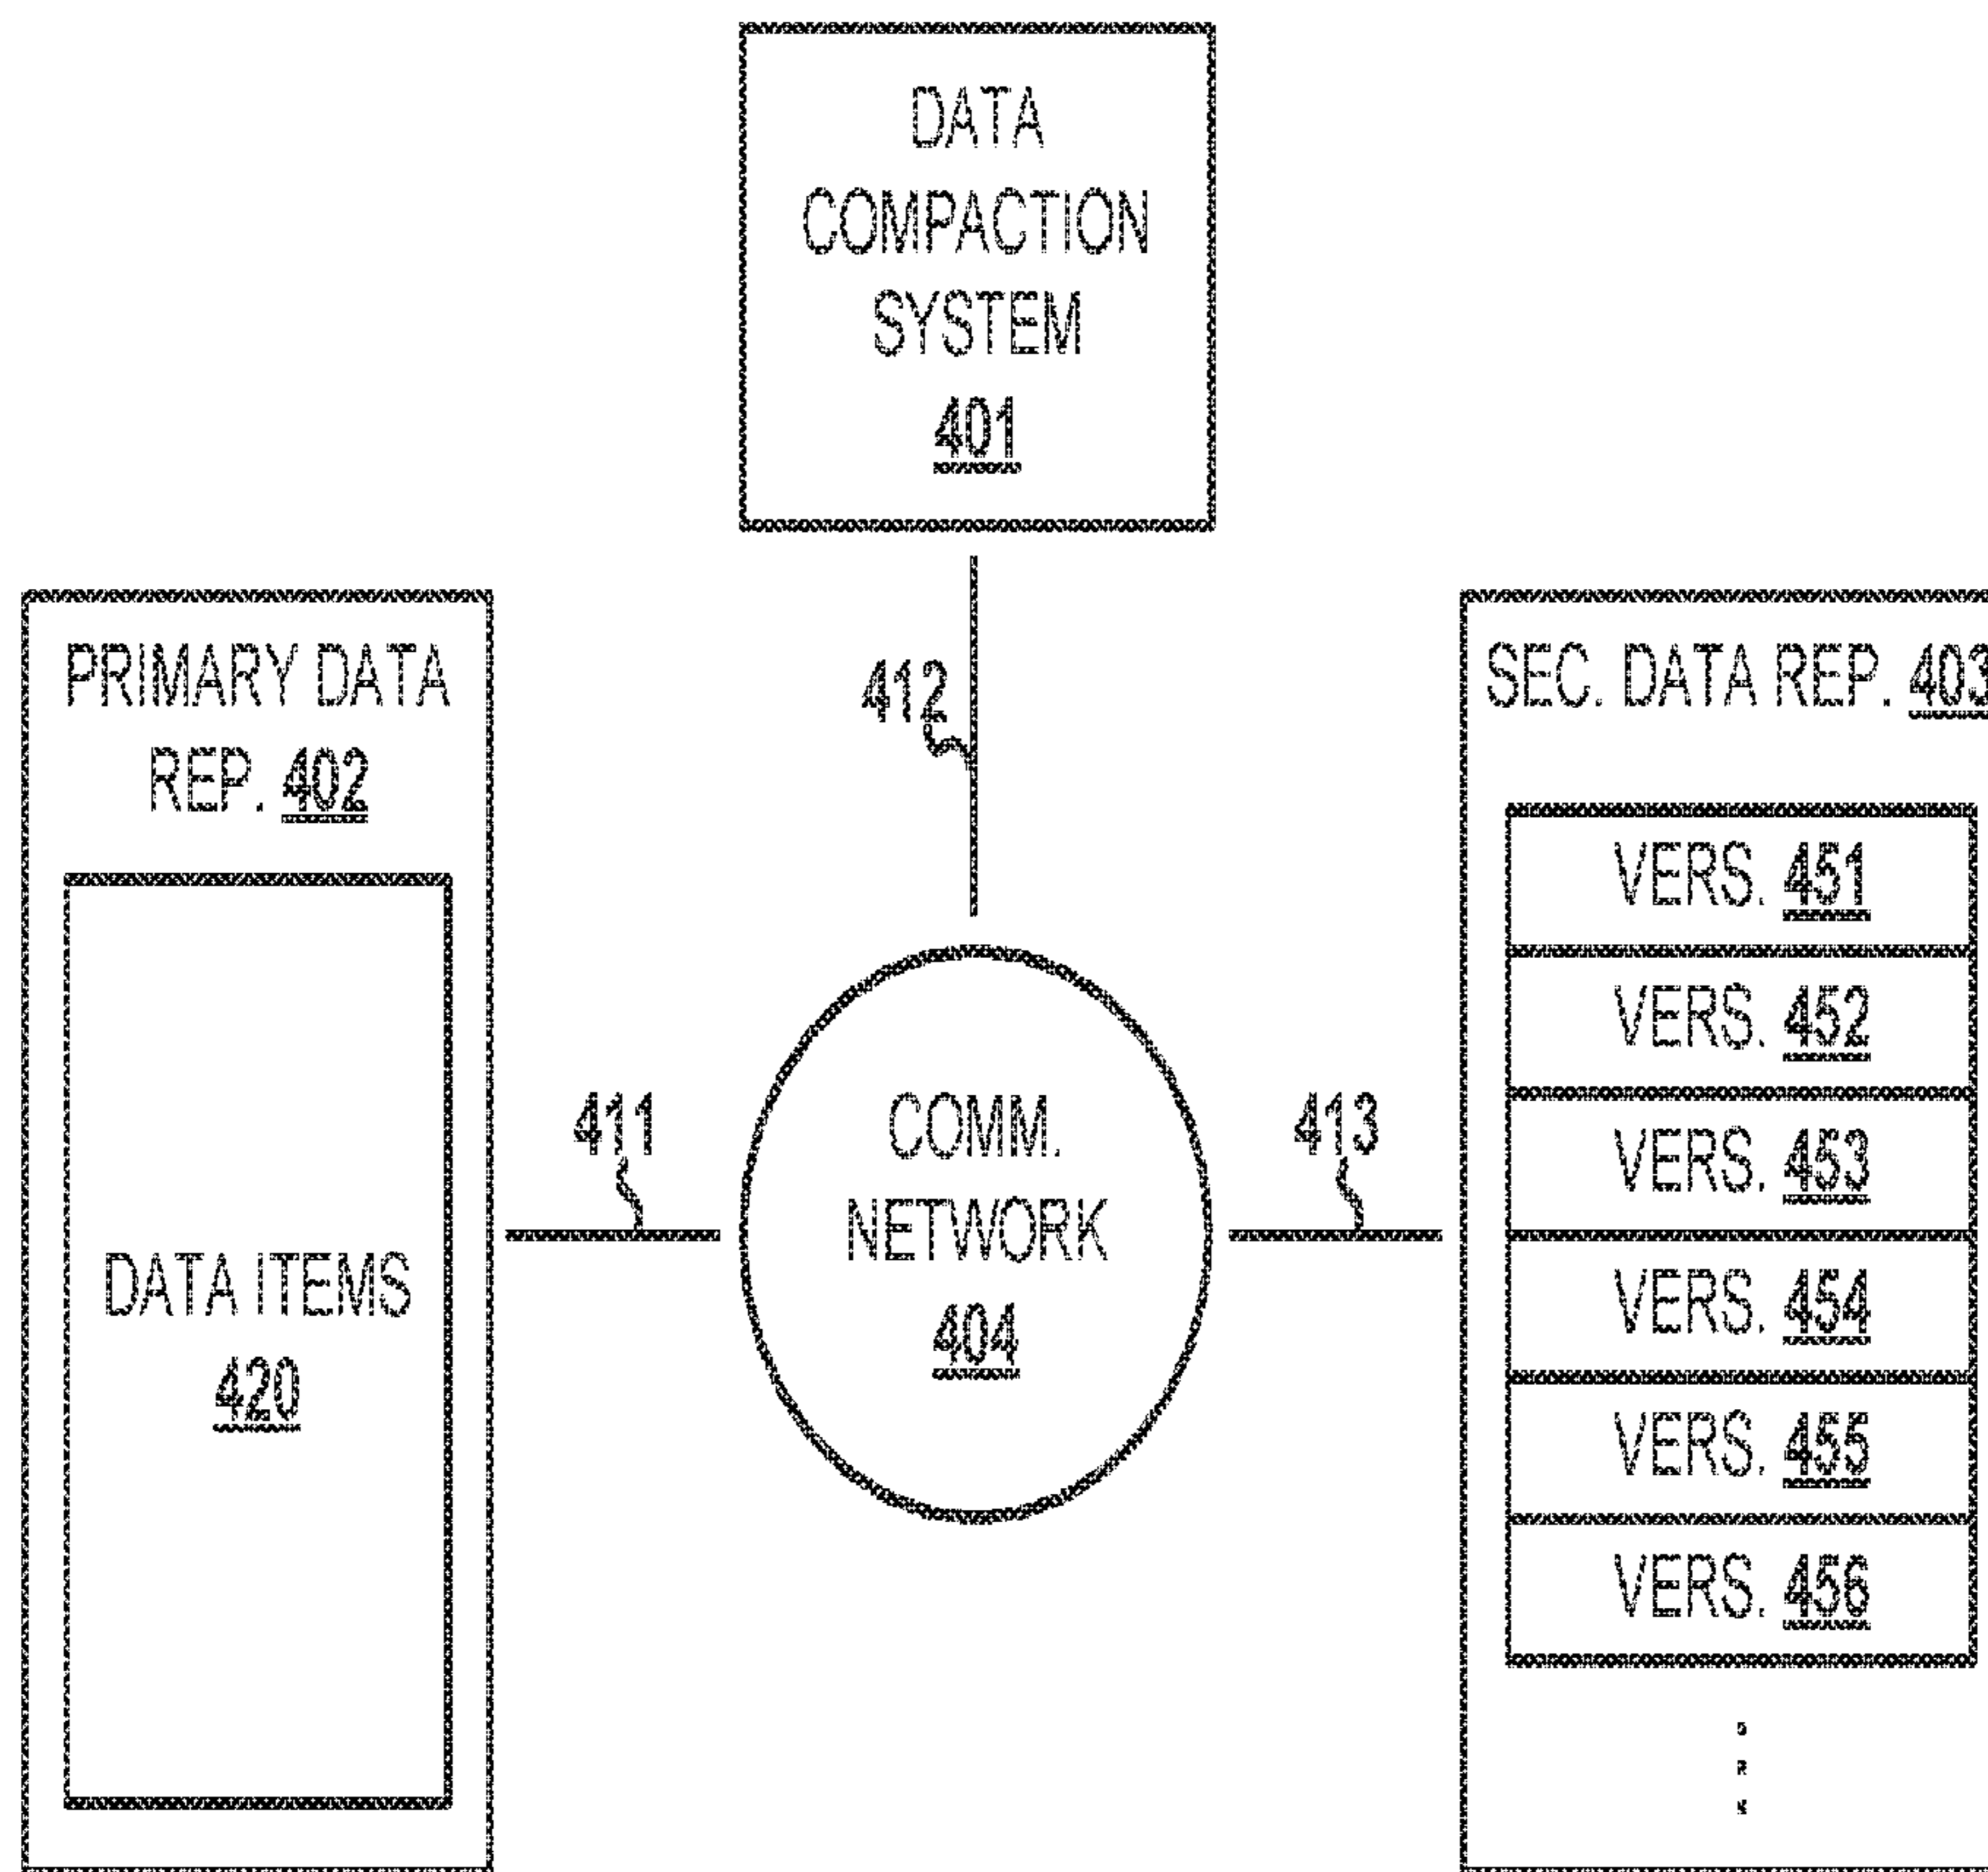 DATA
COMPACTION
SYSTEM
401
412
PRIMARY DATA
REP. 402
DATA ITEMS
420
411
COMM.
NETWORK
404
413
SEC. DATA REP. 403
VERS. 451
VERS. 452
VERS. 453
VERS. 454
VERS. 455
VERS. 456